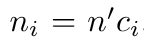 n_i = n'c_i.